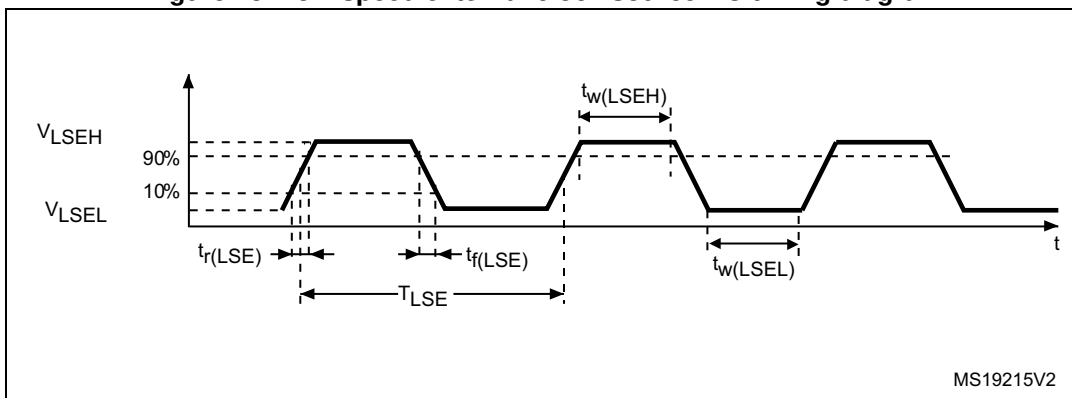 tw(LSEH)
VLSEH
90%
10%
VLSEL
tr(LSE)
tf(LSE)
tw(LSEL)
t
TLSE
MS19215V2